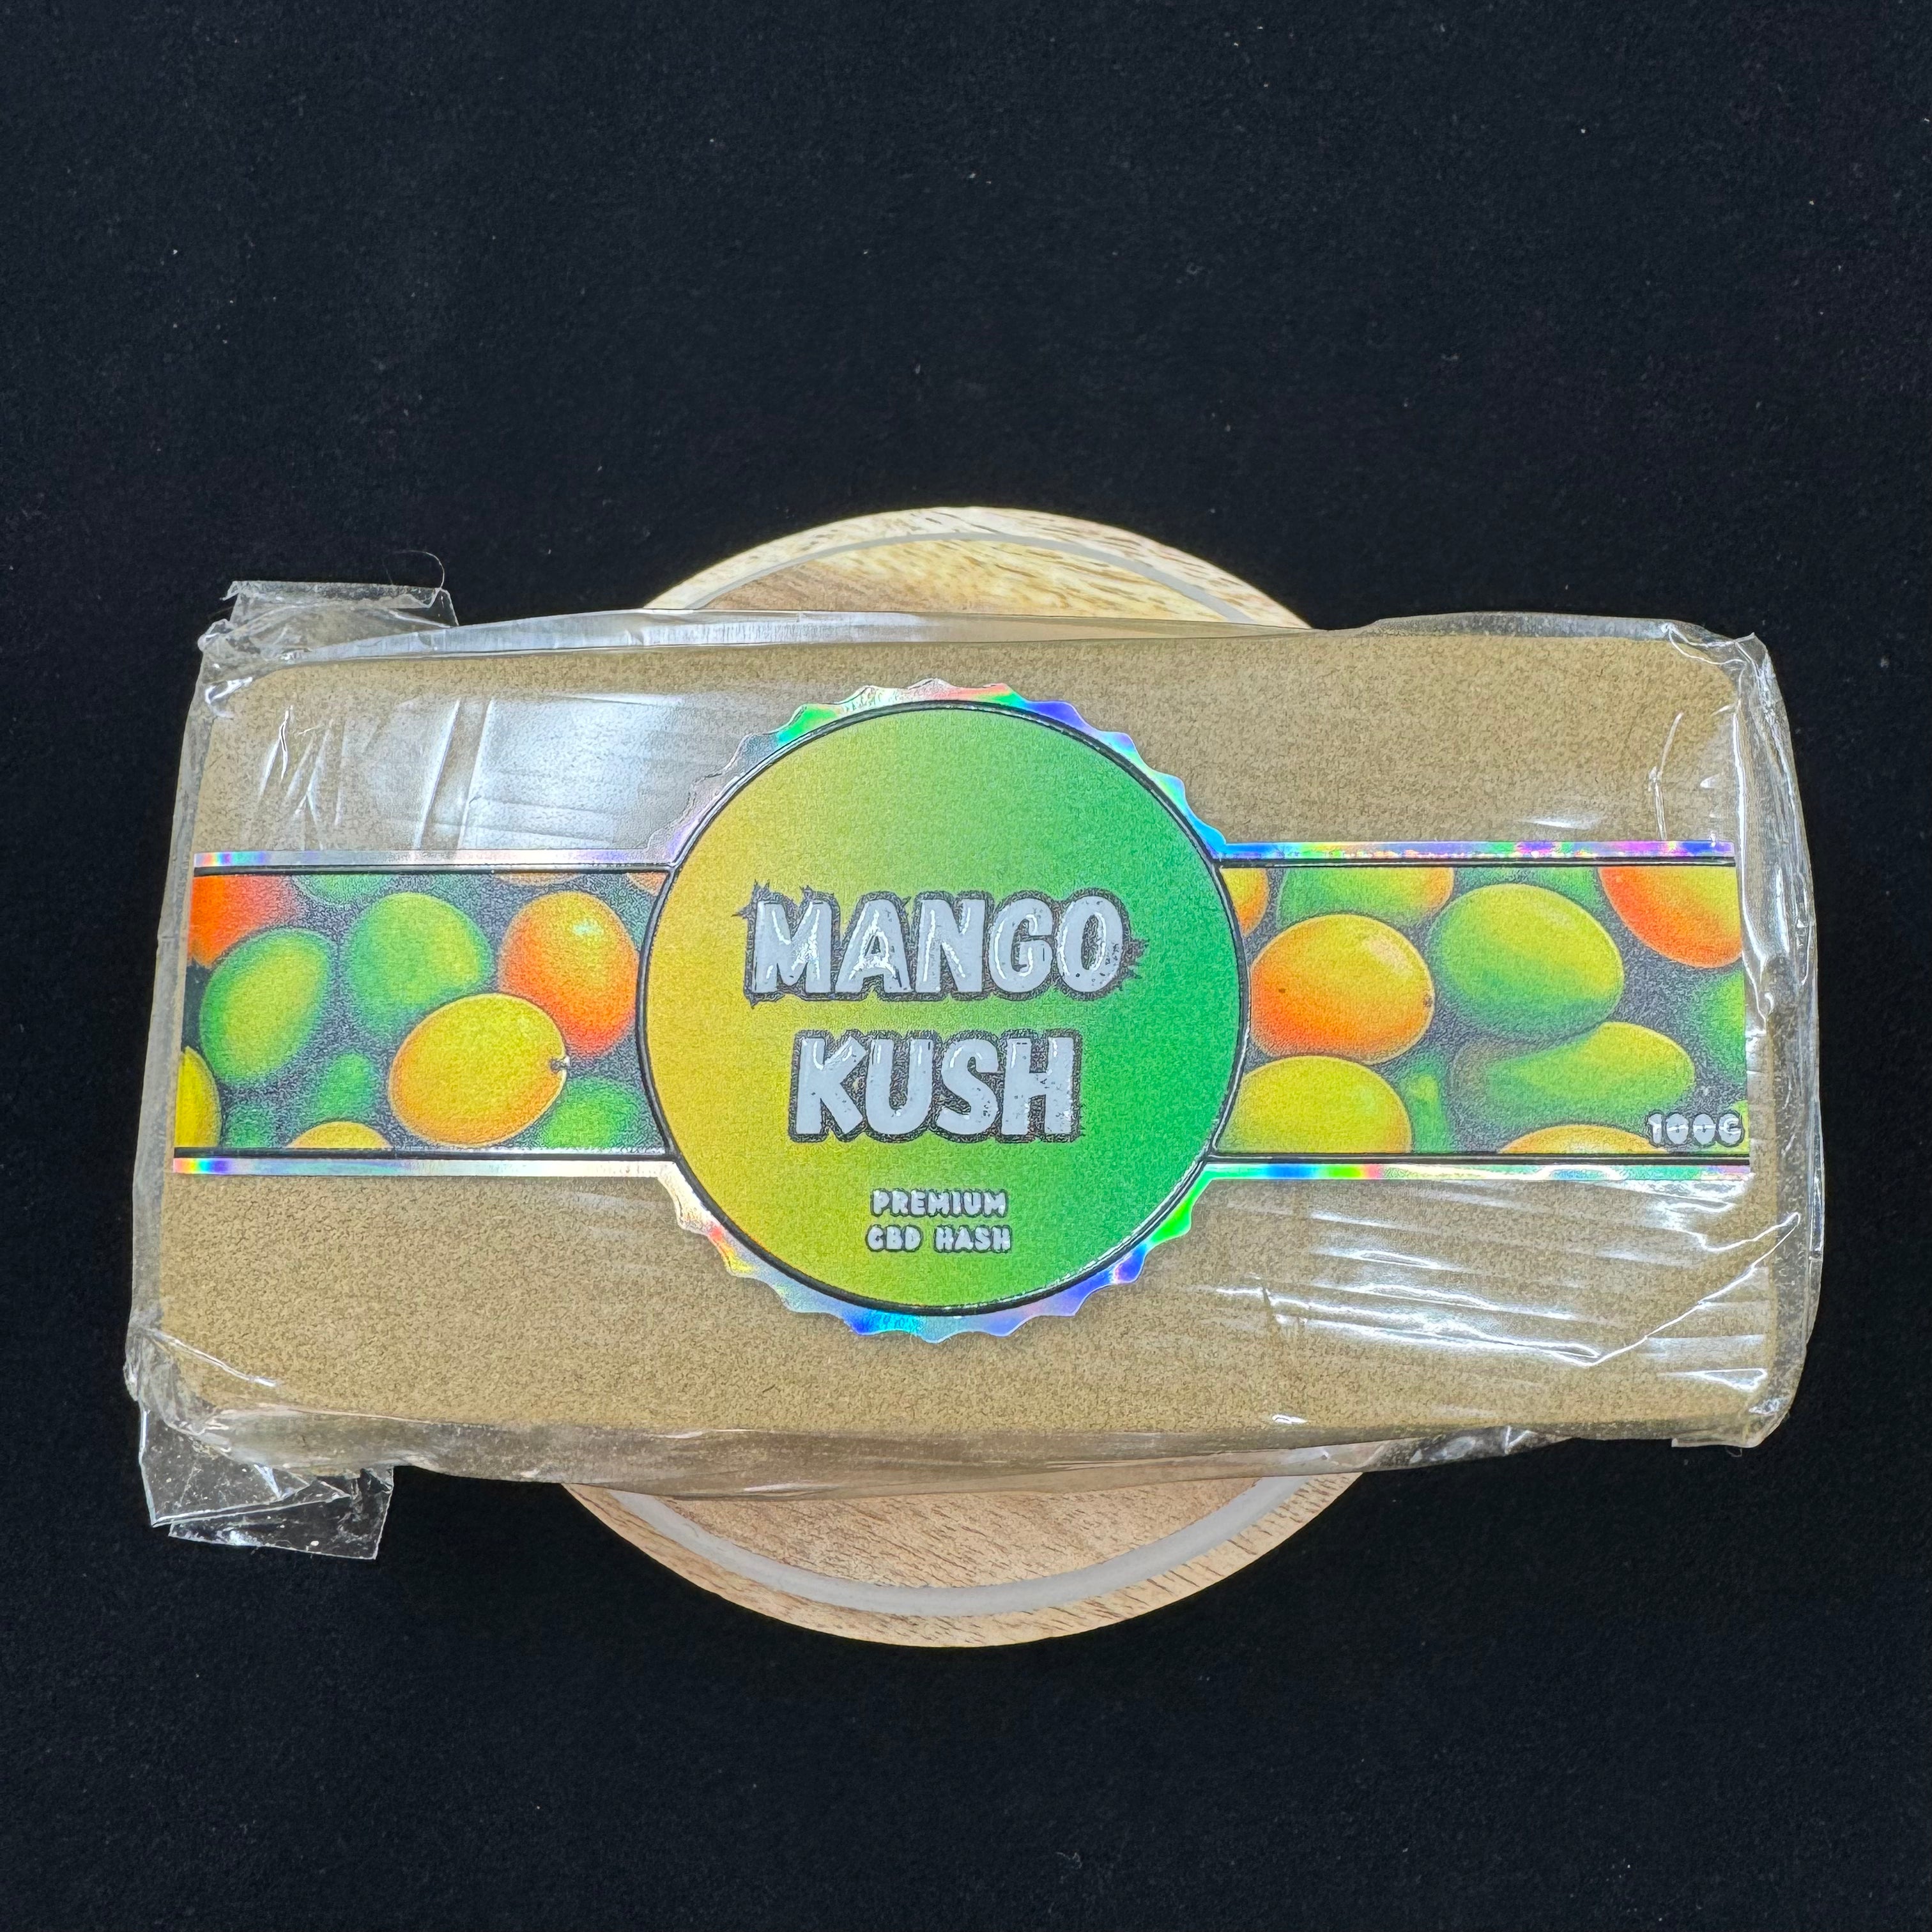 MANGO
KUSH
100G
PREMIUM
CBD HASH